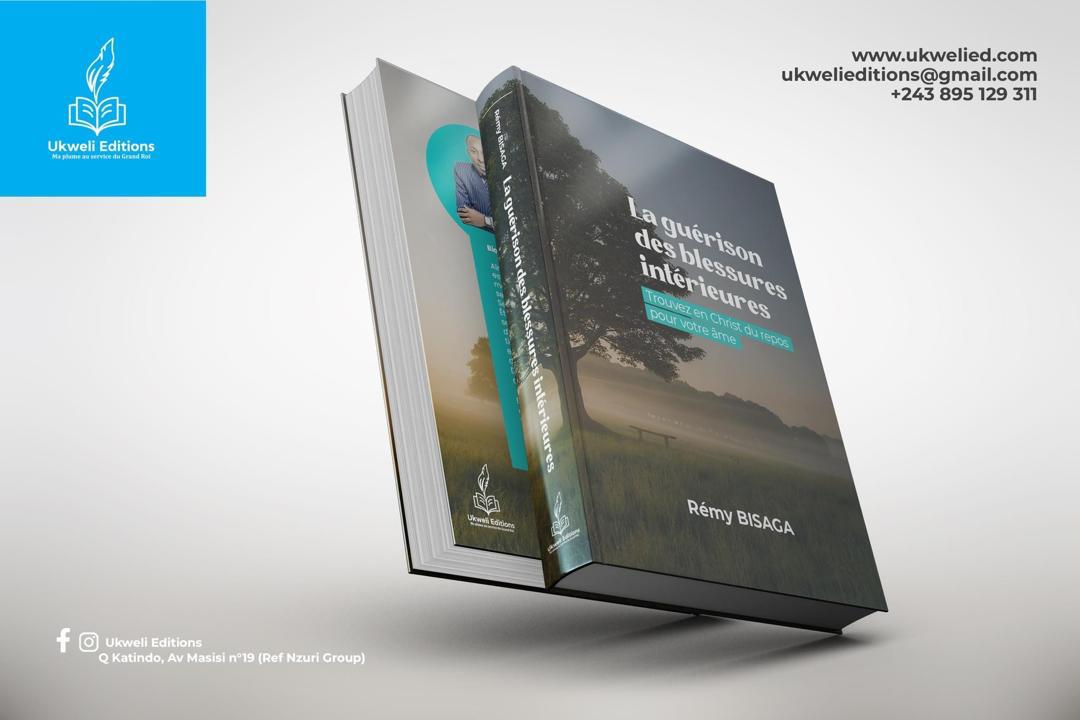 Ukweli Editions
Ma plume au service du Grand Roi
www.ukwelied.com
ukwelieditions@gmail.com
+243 895 129 311
Rémy BISAGA
La guérison des blessures intérieures
Ukweli Editions
La guérison
des blessures
intérieures
Trouvez en Christ du repos
pour votre âme
Rémy BISAGA
Ukweli Editions
Ukweli Editions
Q Katindo, Av Masisi n°19 (Ref Nzuri Group)